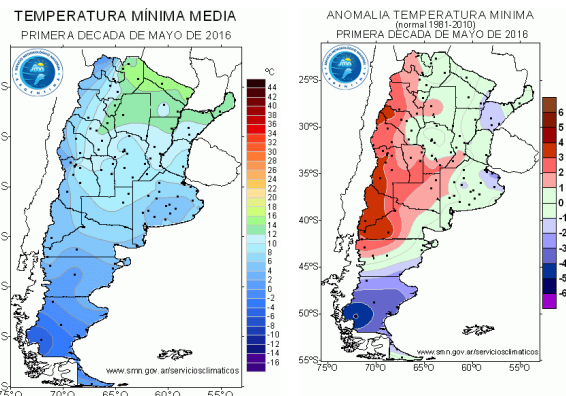 TEMPERATURA MÍNIMA MEDIA
PRIMERA DECADA DE MAYO DE 2016
°C
44
42
40
38
36
34
32
30
28
26
24
22
20
18
16
14
12
10
8
6
4
2
0
-2
-4
-6
-8
-10
-12
-14
-16
www.smn.gov.ar/serviciosclimaticos
75°O 70°O 65°O 60°O 55°O
ANOMALIA TEMPERATURA MINIMA
(normal 1981-2010)
PRIMERA DECADA DE MAYO DE 2016
25°S
30°S
35°S
40°S
45°S
50°S
55°S
6
5
4
3
2
1
0
-1
-2
-3
-4
-5
-6
www.smn.gov.ar/serviciosclimaticos
75°O 70°O 65°O 60°O 55°O